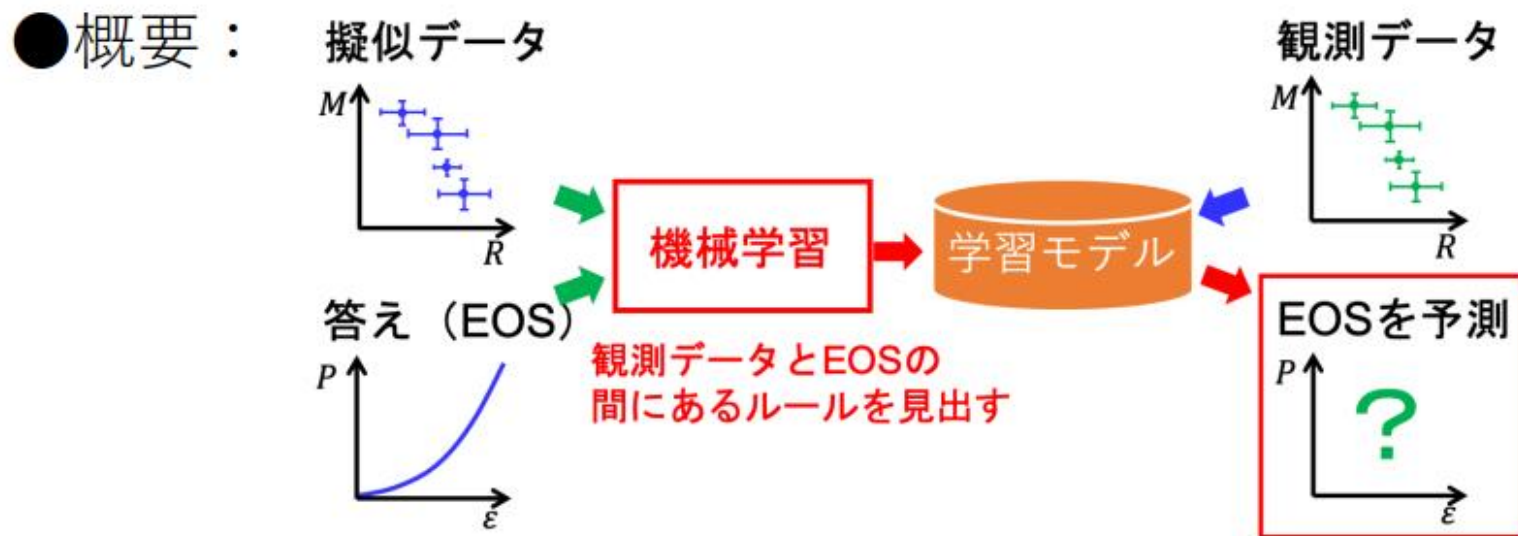 ●概要：
擬似データ
M
R
答え（EOS）
P
ε
機械学習
観測データとEOSの
間にあるルールを見出す
学習モデル
観測データ
M
R
EOSを予測
P
?
ε